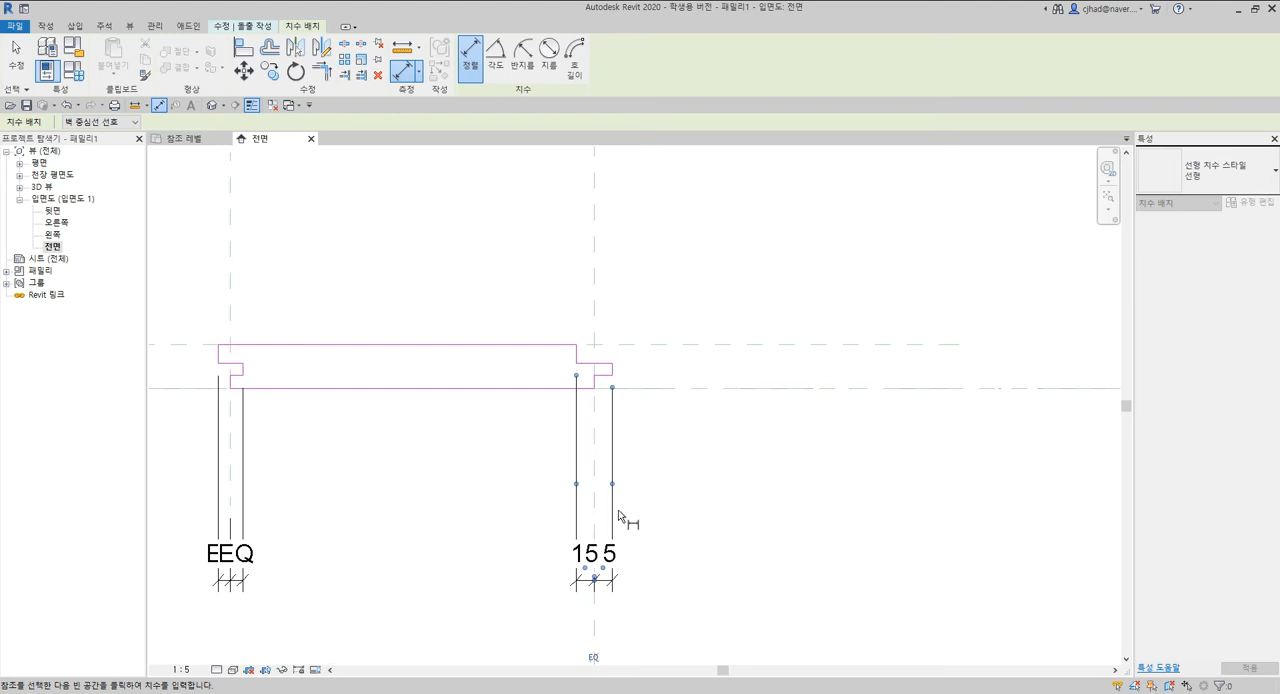 Autodesk Revit 2020 - 학생용 버전 - 패밀리1 - 입면도: 전면
cjhad@naver....
파일 작성 삽입 주석 뷰 관리 애드인 수정 | 돌출 작성 치수 배치
수정 붙여넣기 절단 결합 정렬 각도 반지름 지름 호 길이
선택 특성 클립보드 형상 수정 측정 작성 치수
치수 배치 벽 중심선 선호
프로젝트 탐색기 - 패밀리1
참조 레벨 전면
특성
뷰 (전체)
평면
천장 평면도
3D 뷰
입면도 (입면도 1)
뒷면
오른쪽
왼쪽
전면
시트 (전체)
패밀리
그룹
Revit 링크
선형 치수 스타일
선형
치수 배치 유형 편집
2D
EEQ
15 5
EQ
1 : 5
특성 도움말 적용
참조를 선택한 다음 빈 공간을 클릭하여 치수를 입력합니다.
:0